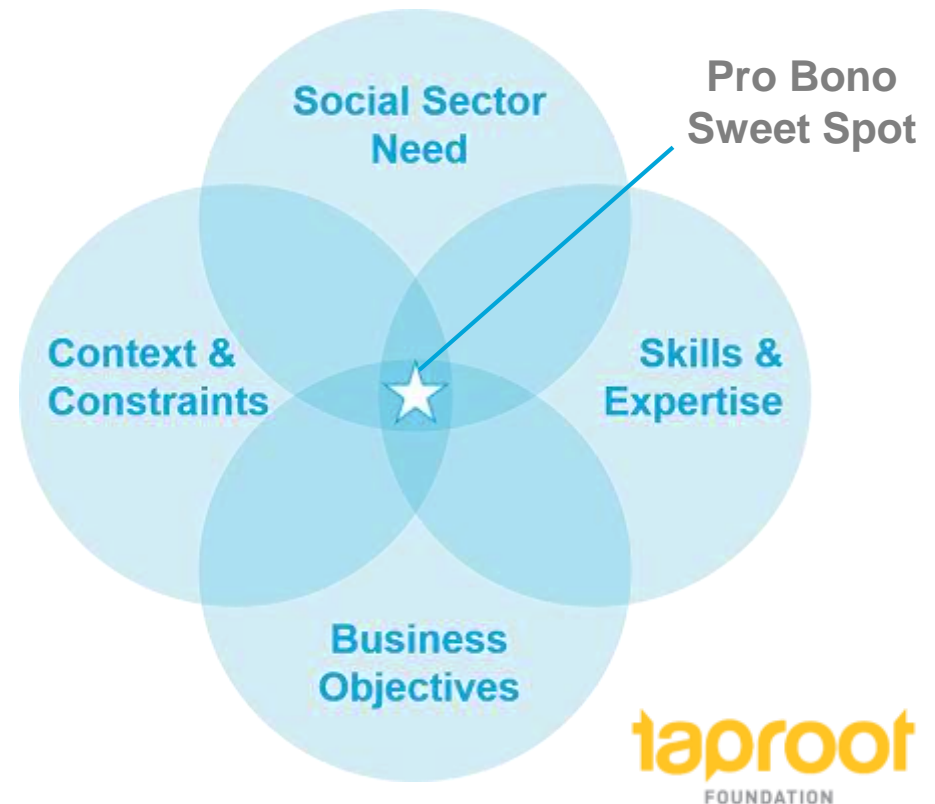 Pro Bono
Sweet Spot
Social Sector
Need
Context &
Constraints
Skills &
Expertise
Business
Objectives
taproot
FOUNDATION